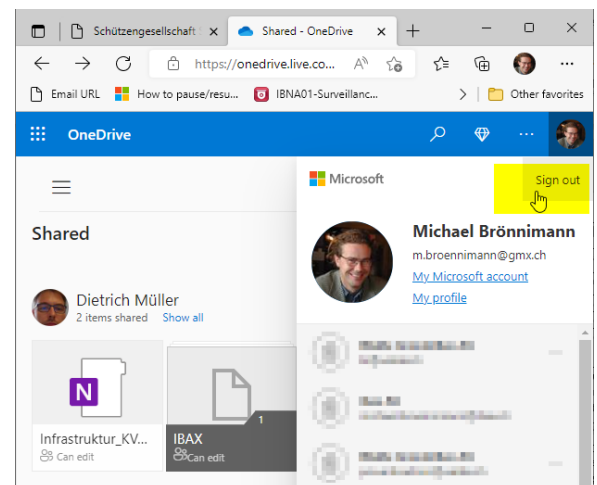 Schützengesellschaft
Shared - OneDrive
https://onedrive.live.co...
Email URL
How to pause/resu...
IBNA01-Surveillanc...
Other favorites
OneDrive
Microsoft
Sign out
Shared
Michael Brönnimann
m.broennimann@gmx.ch
My Microsoft account
My profile
Dietrich Müller
2 items shared
Show all
N
1
Infrastruktur_KV...
Can edit
IBAX
Can edit